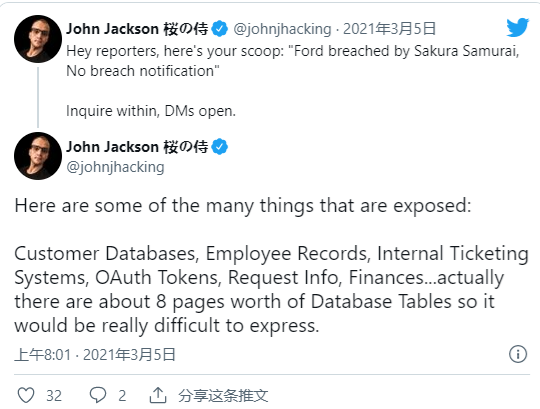 John Jackson 桜の侍 @johnjhacking · 2021年3月5日
Hey reporters, here's your scoop: "Ford breached by Sakura Samurai,
No breach notification"
Inquire within, DMs open.
John Jackson 桜の侍
@johnjhacking
Here are some of the many things that are exposed:
Customer Databases, Employee Records, Internal Ticketing
Systems, OAuth Tokens, Request Info, Finances...actually
there are about 8 pages worth of Database Tables so it
would be really difficult to express.
上午8:01 · 2021年3月5日
32 2 分享这条推文